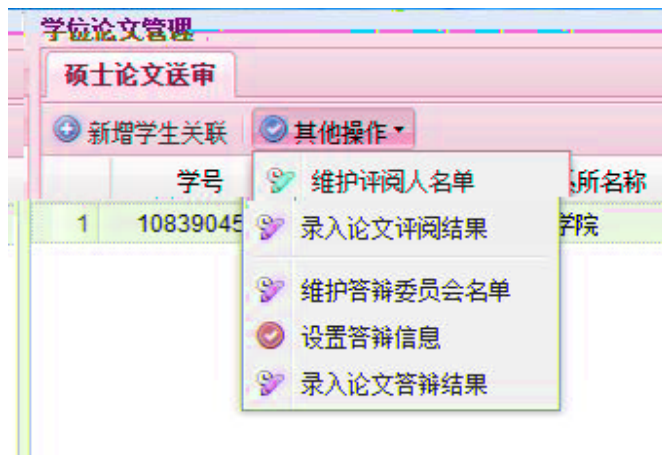 学位论文管理
硕士论文送审
新增学生关联 其他操作
学号 维护评阅人名单 所名称
1 10839045 录入论文评阅结果 学院
维护答辩委员会名单
设置答辩信息
录入论文答辩结果